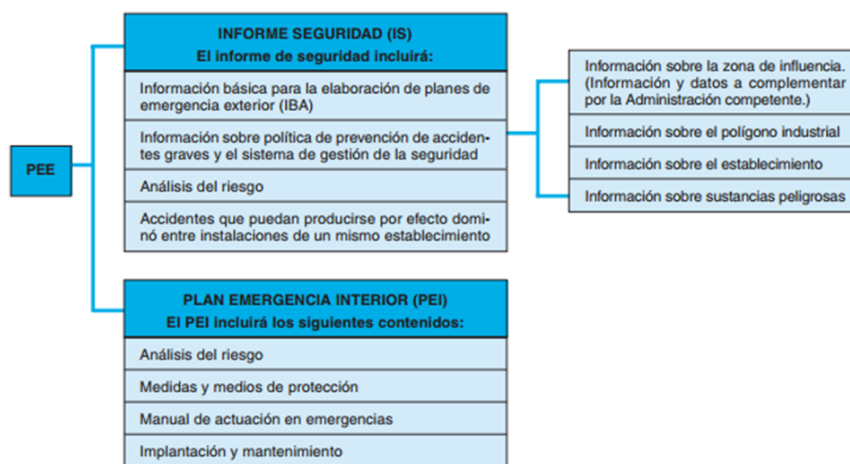 PEE
INFORME SEGURIDAD (IS)
El informe de seguridad incluirá:
Información básica para la elaboración de planes de
emergencia exterior (IBA)
Información sobre política de prevención de acciden-
tes graves y el sistema de gestión de la seguridad
Análisis del riesgo
Accidentes que puedan producirse por efecto domi-
nó entre instalaciones de un mismo establecimiento
Información sobre la zona de influencia.
(Información y datos a complementar
por la Administración competente.)
Información sobre el polígono industrial
Información sobre el establecimiento
Información sobre sustancias peligrosas
PLAN EMERGENCIA INTERIOR (PEI)
El PEI incluirá los siguientes contenidos:
Análisis del riesgo
Medidas y medios de protección
Manual de actuación en emergencias
Implantación y mantenimiento